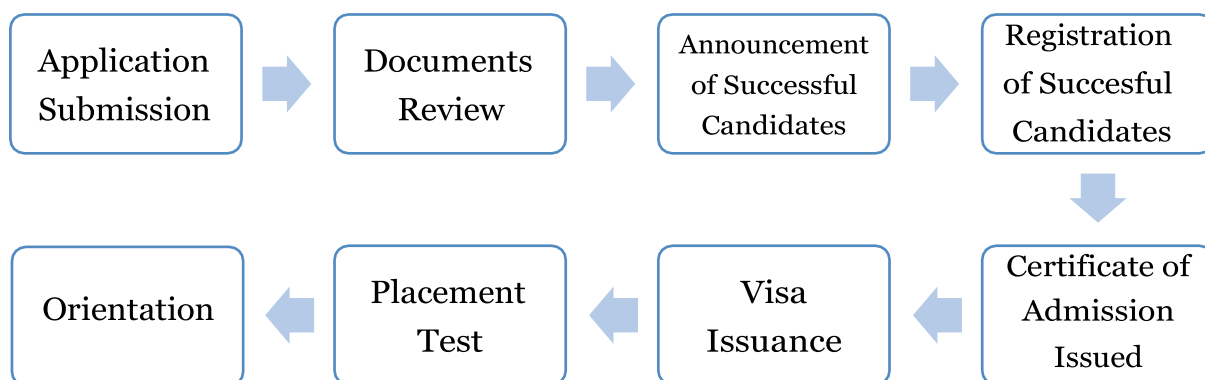 Application
Submission
Documents
Review
Announcement
of Successful
Candidates
Registration
of Succesful
Candidates
Certificate of
Admission
Issued
Visa
Issuance
Placement
Test
Orientation